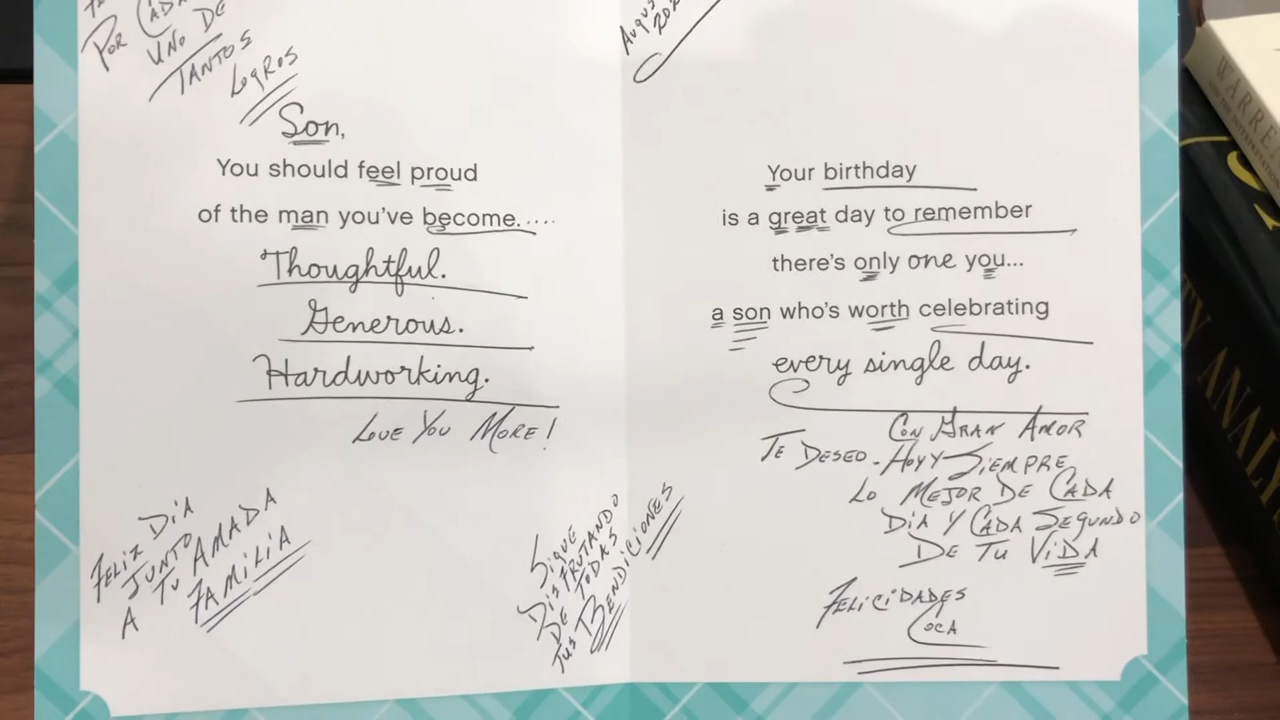 POR CADA
UNO DE
TANTOS
LOGROS
Son,
You should feel proud
of the man you've become.....
Thoughtful.
Generous.
Hardworking.
LOVE YOU MORE!
FELIZ DIA
JUNTO
A TU AMADA
FAMILIA
SIGUE
DISFRUTANDO
DE TODAS
TUS BENDICIONES
Your birthday
is a great day to remember
there's only one you...
a son who's worth celebrating
every single day.
CON GRAN AMOR
TE DESEO - HOY Y SIEMPRE
LO MEJOR DE CADA
DIA Y CADA SEGUNDO
DE TU VIDA
FELICIDADES
COCA
WARREN